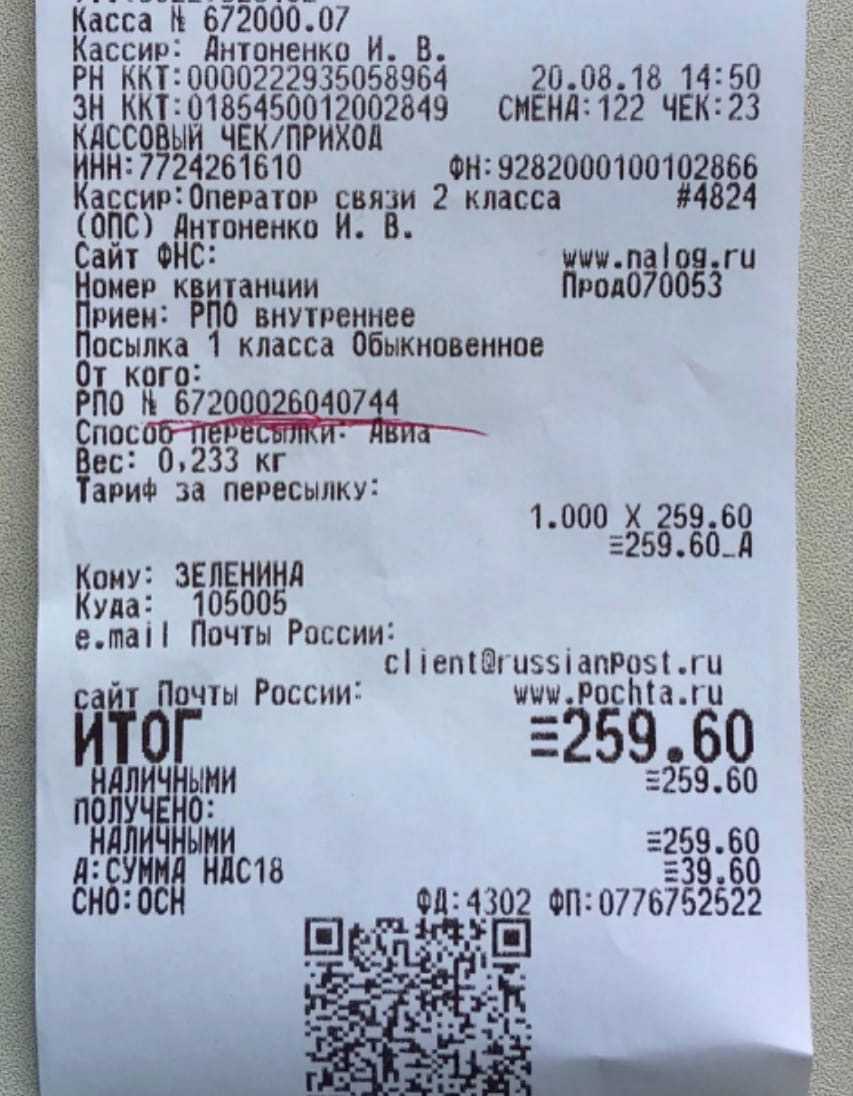 Касса № 672000.07
Кассир: Антоненко И. В.
РН ККТ:0000222935058964 20.08.18 14:50
ЗН ККТ:0185450012002849 СМЕНА:122 ЧЕК:23
КАССОВЫЙ ЧЕК/ПРИХОД
ИНН:7724261610 ФН:9282000100102866
Кассир:Оператор связи 2 класса #4824
(ОПС) Антоненко И. В.
Сайт ФНС: www.nalog.ru
Номер квитанции Прод070053
Прием: РПО внутреннее
Посылка 1 класса Обыкновенное
От кого:
РПО № 67200026040744
Способ пересылки: Авиа
Вес: 0,233 кг
Тариф за пересылку:
1.000 X 259.60
≡259.60_А
Кому: ЗЕЛЕНИНА
Куда: 105005
e.mail Почты России:
client@russianPost.ru
сайт Почты России: www.Pochta.ru
ИТОГ ≡259.60
НАЛИЧНЫМИ ≡259.60
ПОЛУЧЕНО:
НАЛИЧНЫМИ ≡259.60
А:СУММА НДС18 ≡39.60
СНО:ОСН ФД:4302 ФП:0776752522